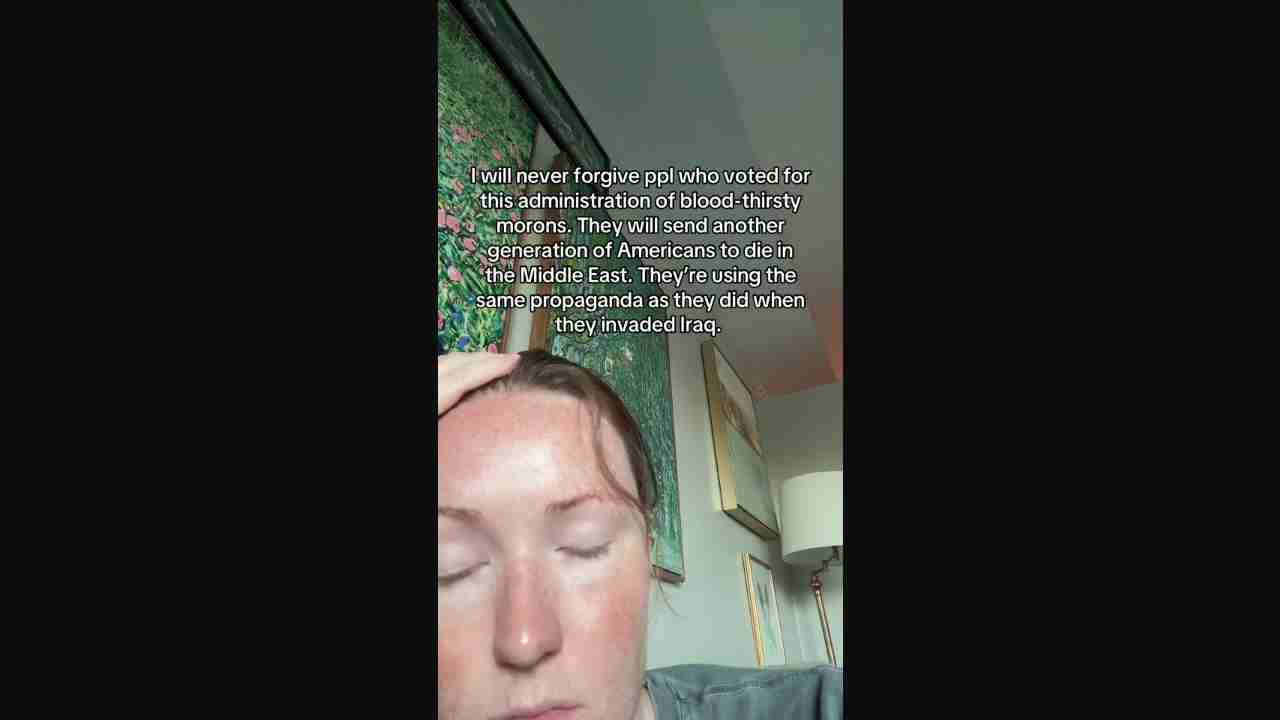 I will never forgive ppl who voted for
this administration of blood-thirsty
morons. They will send another
generation of Americans to die in
the Middle East. They’re using the
same propaganda as they did when
they invaded Iraq.